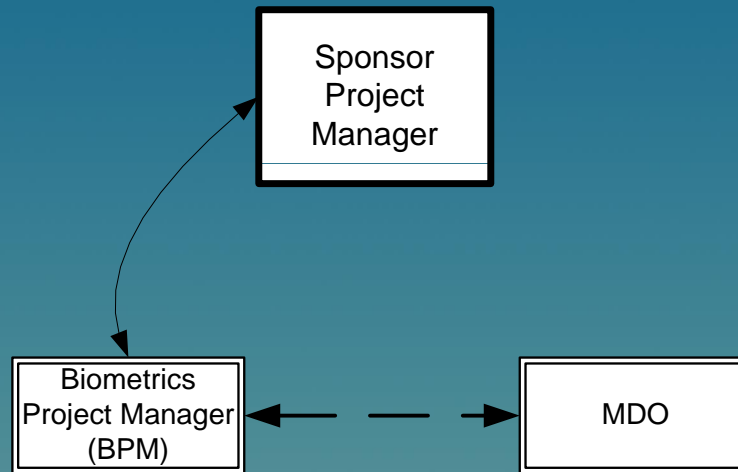 Sponsor
Project
Manager
Biometrics
Project Manager
(BPM)
MDO